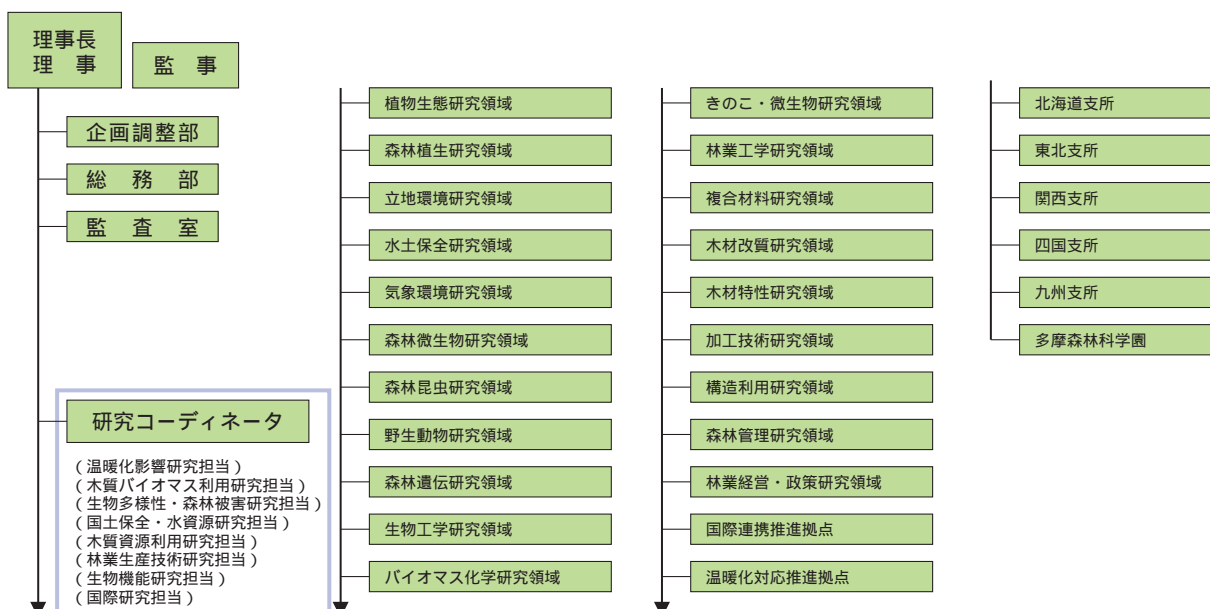 理事長
理　事
監　事
企画調整部
総　務　部
監　査　室
研究コーディネータ
（温暖化影響研究担当）
（木質バイオマス利用研究担当）
（生物多様性・森林被害研究担当）
（国土保全・水資源研究担当）
（木質資源利用研究担当）
（林業生産技術研究担当）
（生物機能研究担当）
（国際研究担当）
植物生態研究領域
森林植生研究領域
立地環境研究領域
水土保全研究領域
気象環境研究領域
森林微生物研究領域
森林昆虫研究領域
野生動物研究領域
森林遺伝研究領域
生物工学研究領域
バイオマス化学研究領域
きのこ・微生物研究領域
林業工学研究領域
複合材料研究領域
木材改質研究領域
木材特性研究領域
加工技術研究領域
構造利用研究領域
森林管理研究領域
林業経営・政策研究領域
国際連携推進拠点
温暖化対応推進拠点
北海道支所
東北支所
関西支所
四国支所
九州支所
多摩森林科学園